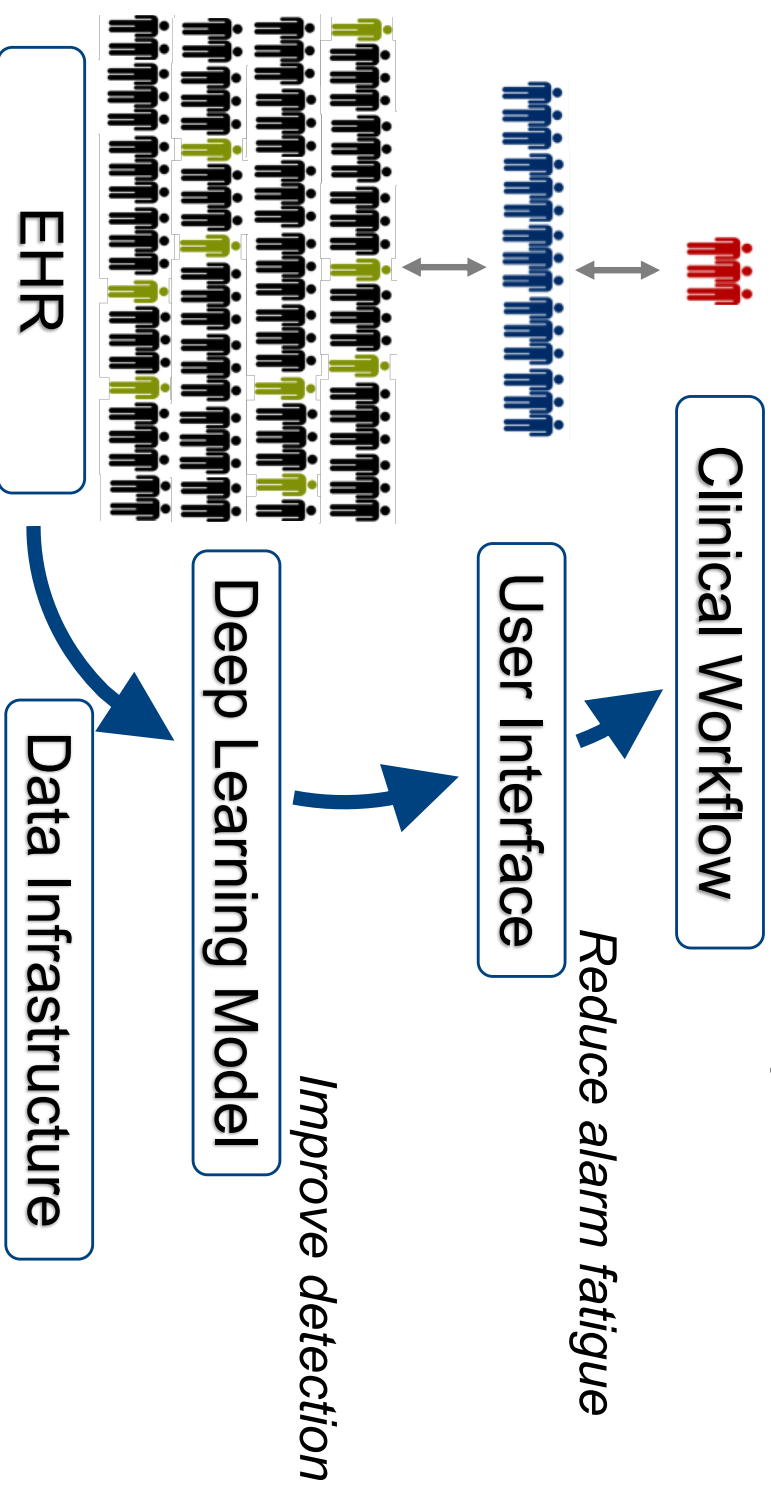 Clinical Workflow
Reduce alarm fatigue
User Interface
Improve detection
Deep Learning Model
EHR
Data Infrastructure